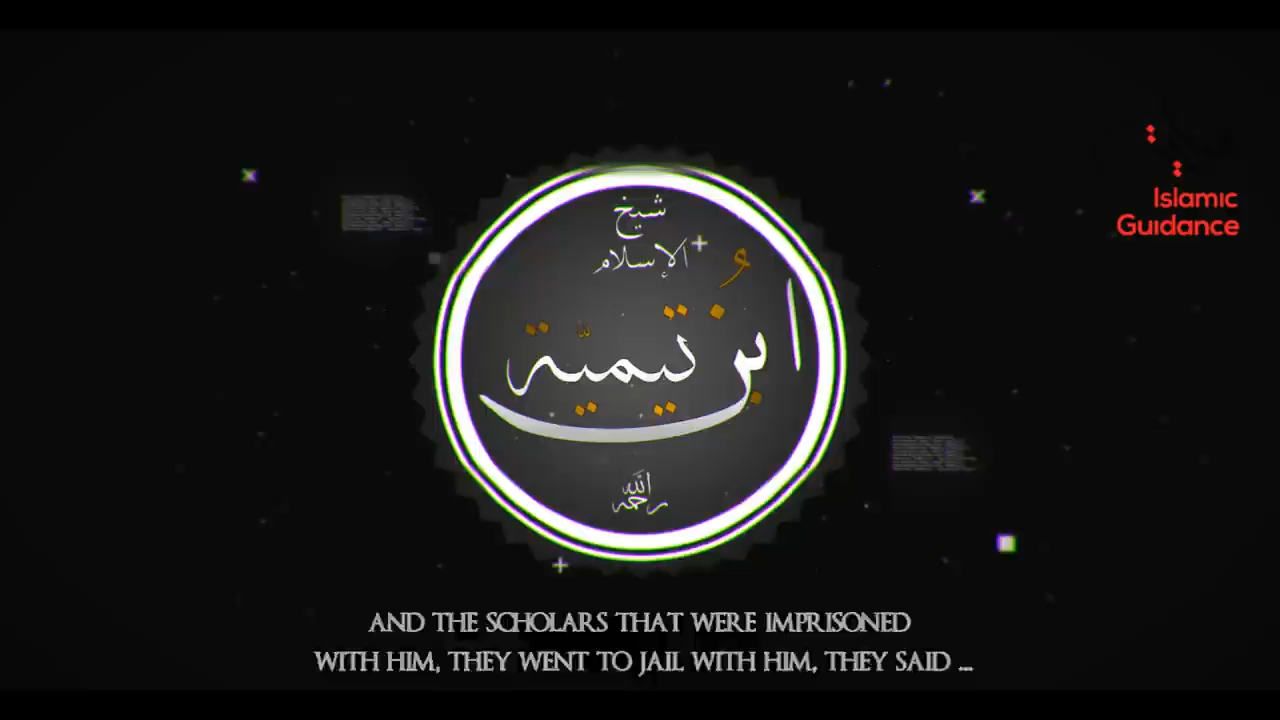 شيخ
الإسلام
ابنُ تيميّة
رحمه الله
Islamic
Guidance
AND THE SCHOLARS THAT WERE IMPRISONED
WITH HIM, THEY WENT TO JAIL WITH HIM, THEY SAID ...